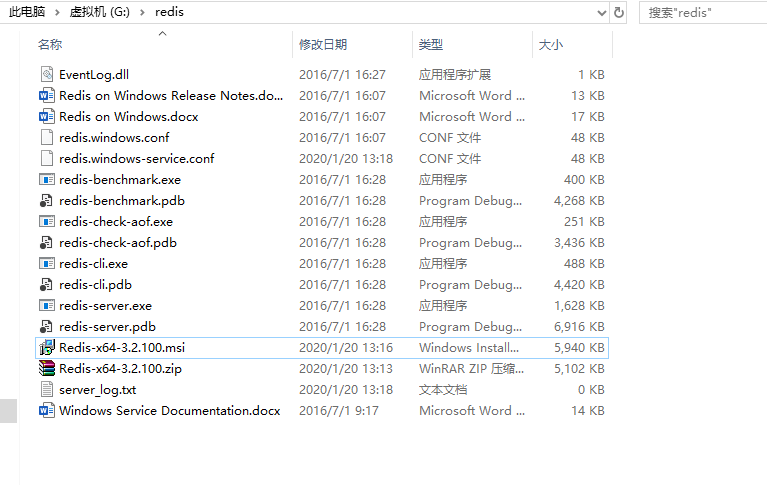 此电脑 > 虚拟机 (G:) > redis 搜索"redis"
名称 修改日期 类型 大小
EventLog.dll 2016/7/1 16:27 应用程序扩展 1 KB
Redis on Windows Release Notes.do... 2016/7/1 16:07 Microsoft Word ... 13 KB
Redis on Windows.docx 2016/7/1 16:07 Microsoft Word ... 17 KB
redis.windows.conf 2016/7/1 16:07 CONF 文件 48 KB
redis.windows-service.conf 2020/1/20 13:18 CONF 文件 48 KB
redis-benchmark.exe 2016/7/1 16:28 应用程序 400 KB
redis-benchmark.pdb 2016/7/1 16:28 Program Debug... 4,268 KB
redis-check-aof.exe 2016/7/1 16:28 应用程序 251 KB
redis-check-aof.pdb 2016/7/1 16:28 Program Debug... 3,436 KB
redis-cli.exe 2016/7/1 16:28 应用程序 488 KB
redis-cli.pdb 2016/7/1 16:28 Program Debug... 4,420 KB
redis-server.exe 2016/7/1 16:28 应用程序 1,628 KB
redis-server.pdb 2016/7/1 16:28 Program Debug... 6,916 KB
Redis-x64-3.2.100.msi 2020/1/20 13:16 Windows Install... 5,940 KB
Redis-x64-3.2.100.zip 2020/1/20 13:13 WinRAR ZIP 压缩... 5,102 KB
server_log.txt 2020/1/20 13:18 文本文档 0 KB
Windows Service Documentation.docx 2016/7/1 9:17 Microsoft Word ... 14 KB